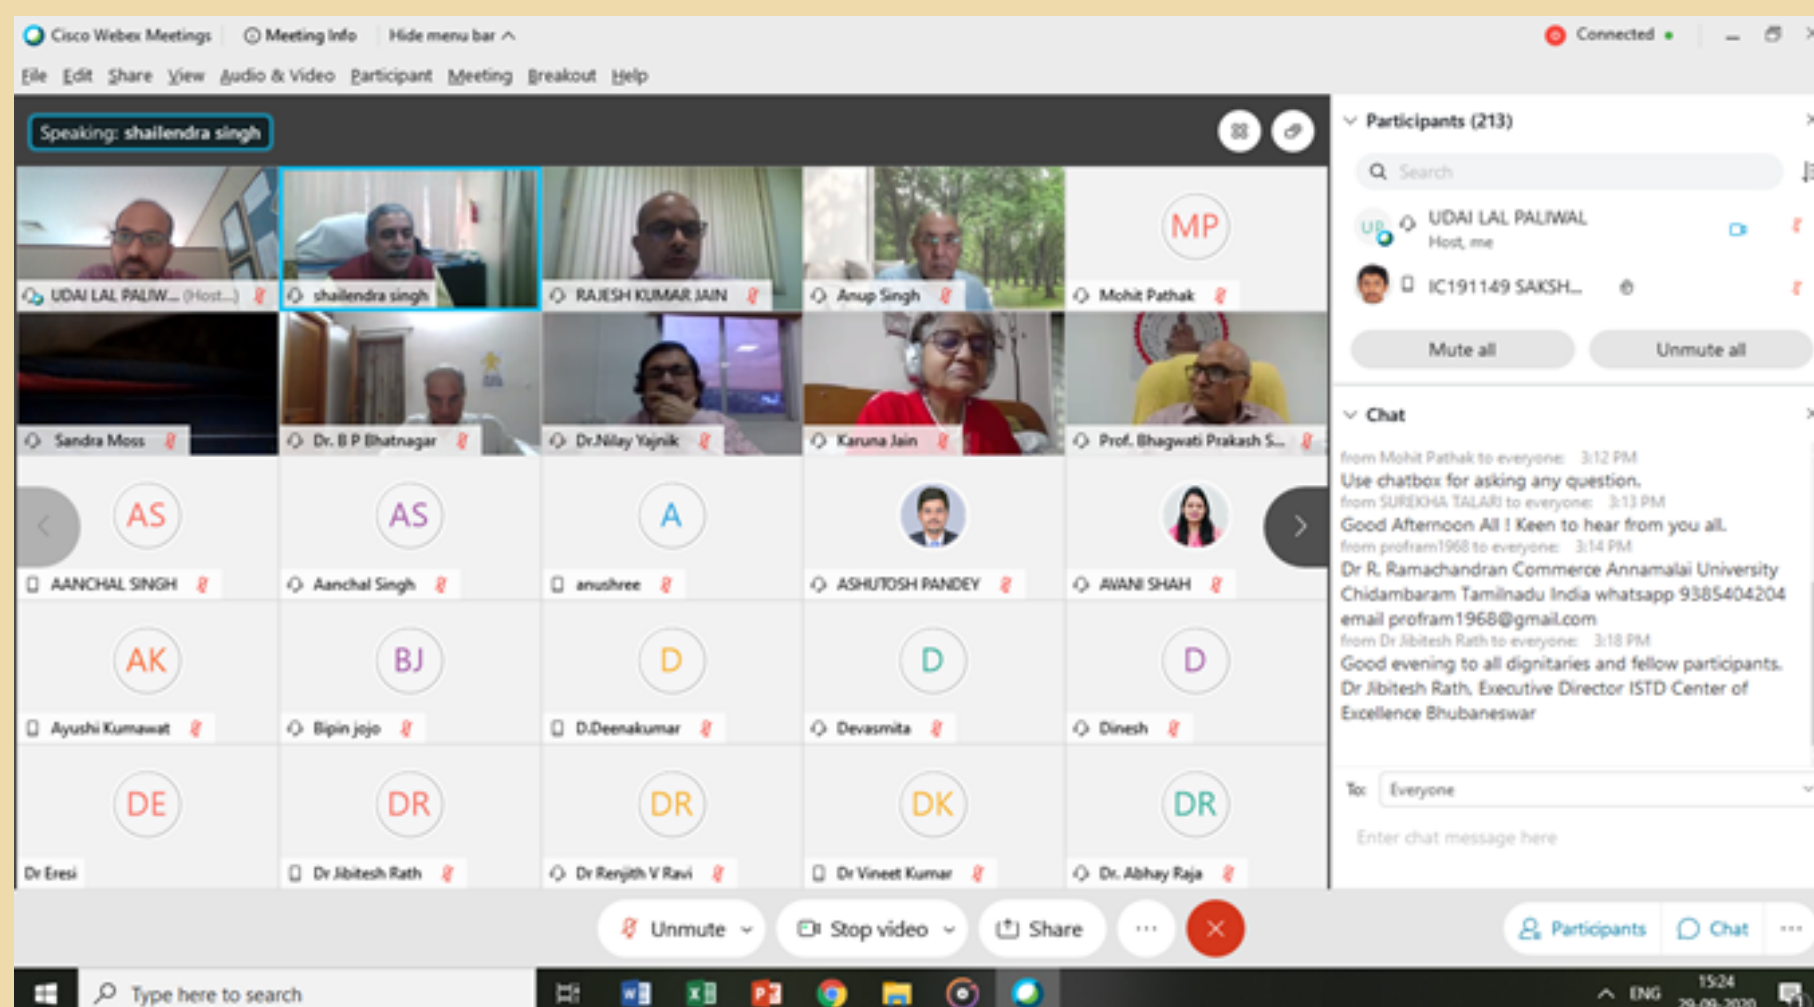 Cisco Webex Meetings Meeting Info Hide menu bar
Connected
File Edit Share View Audio & Video Participant Meeting Breakout Help
Speaking: shailendra singh
MP
UDAI LAL PALIW... (Host...) shailendra singh RAJESH KUMAR JAIN Anup Singh Mohit Pathak
Sandra Moss Dr. B P Bhatnagar Dr.Nilay Yajnik Karuna Jain Prof. Bhagwati Prakash S...
AS AS A
AANCHAL SINGH Aanchal Singh anushree ASHUTOSH PANDEY AVANI SHAH
AK BJ D D D
Ayushi Kumawat Bipin jojo D.Deenakumar Devasmita Dinesh
DE DR DR DK DR
Dr Eresi Dr Jibitesh Rath Dr Renjith V Ravi Dr Vineet Kumar Dr. Abhay Raja
Participants (213)
Search
UP UDAI LAL PALIWAL
Host, me
IC191149 SAKSH...
Mute all Unmute all
Chat
from Mohit Pathak to everyone: 3:12 PM
Use chatbox for asking any question.
from SUREKHA TALARI to everyone: 3:13 PM
Good Afternoon All ! Keen to hear from you all.
from profram1968 to everyone: 3:14 PM
Dr R. Ramachandran Commerce Annamalai University
Chidambaram Tamilnadu India whatsapp 9385404204
email profram1968@gmail.com
from Dr Jibitesh Rath to everyone: 3:18 PM
Good evening to all dignitaries and fellow participants.
Dr Jibitesh Rath, Executive Director ISTD Center of
Excellence Bhubaneswar
To: Everyone
Enter chat message here
Unmute Stop video Share
Participants Chat
Type here to search
ENG 15:24
29-09-2020